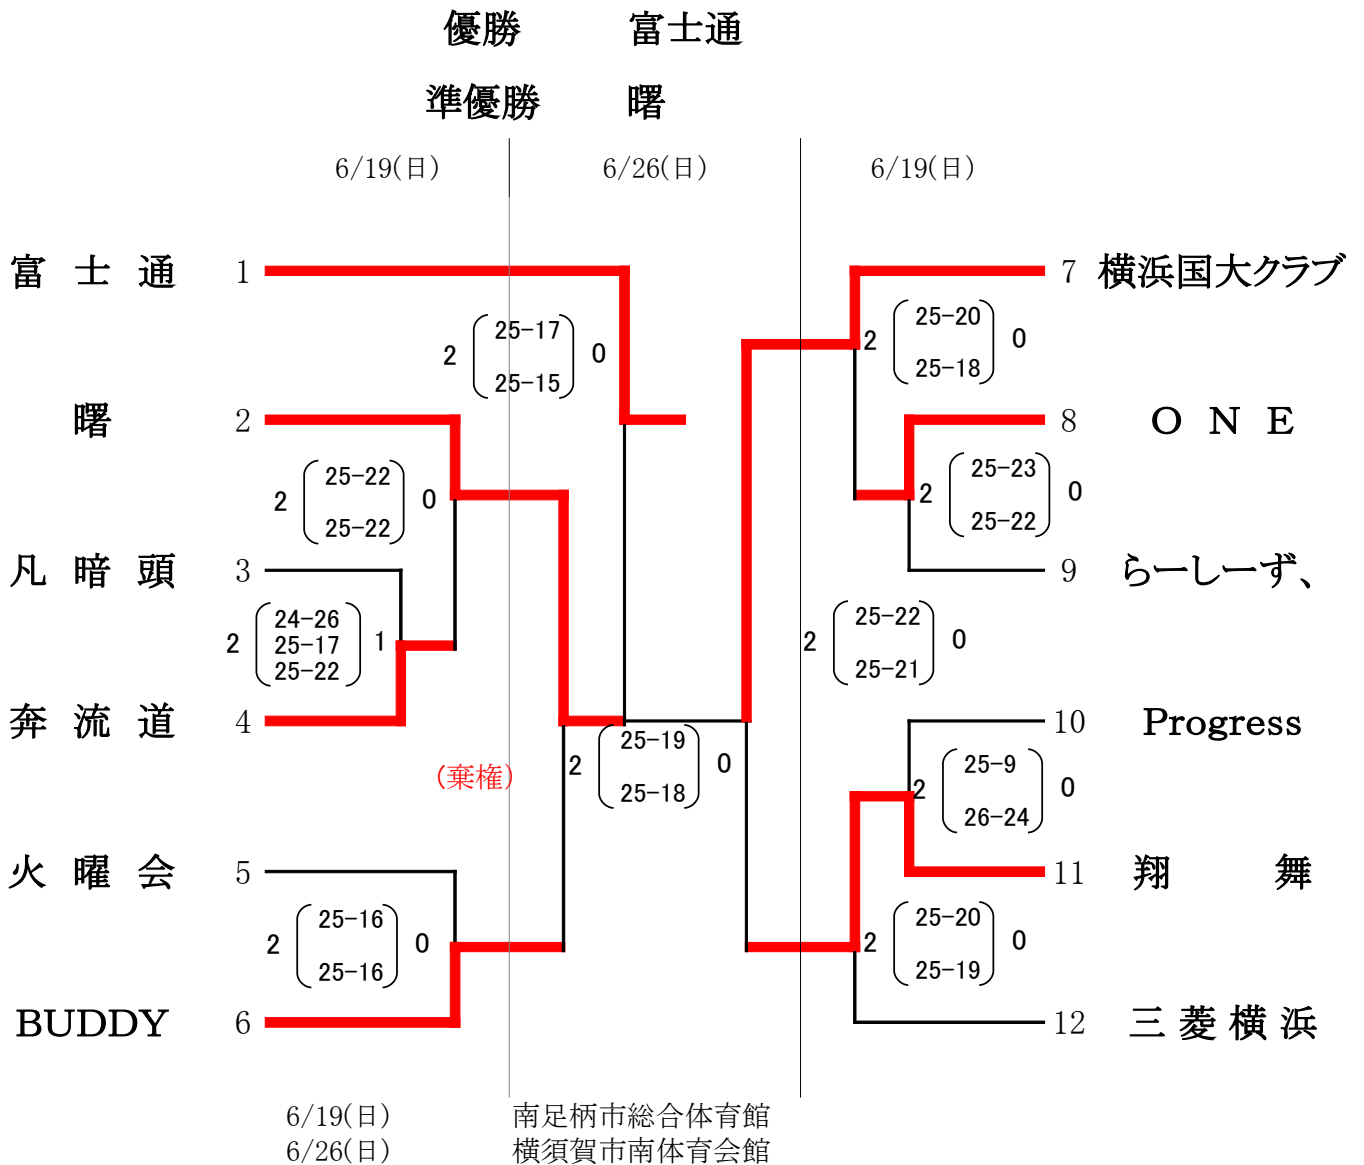 優勝 富士通
準優勝 曙
6/19(日) 6/26(日) 6/19(日)
富士通 1
7 横浜国大クラブ
2 25-17 25-15 0
2 25-20 25-18 0
曙 2
8 ONE
2 25-22 25-22 0
2 25-23 25-22 0
凡暗頭 3
9 らーしーず、
2 24-26 25-17 25-22 1
2 25-22 25-21 0
奔流道 4
10 Progress
(棄権)
2 25-19 25-18 0
2 25-9 26-24 0
火曜会 5
11 翔舞
2 25-16 25-16 0
2 25-20 25-19 0
BUDDY 6
12 三菱横浜
6/19(日) 南足柄市総合体育館
6/26(日) 横須賀市南体育会館